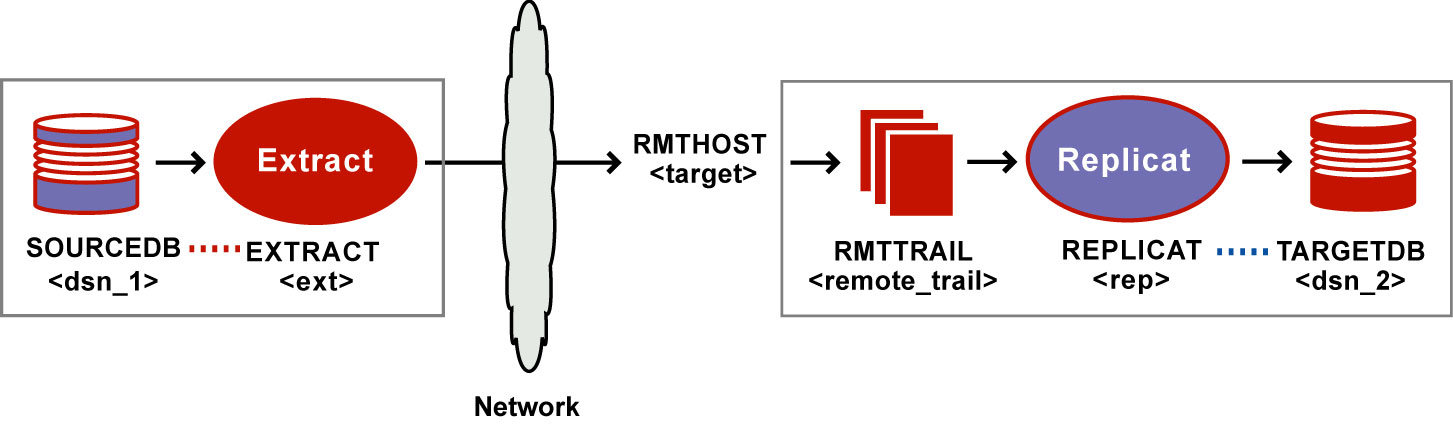 Extract
SOURCEDB
<dsn_1>
EXTRACT
<ext>
Network
RMTHOST
<target>
Replicat
RMTTRAIL
<remote_trail>
REPLICAT
<rep>
TARGETDB
<dsn_2>